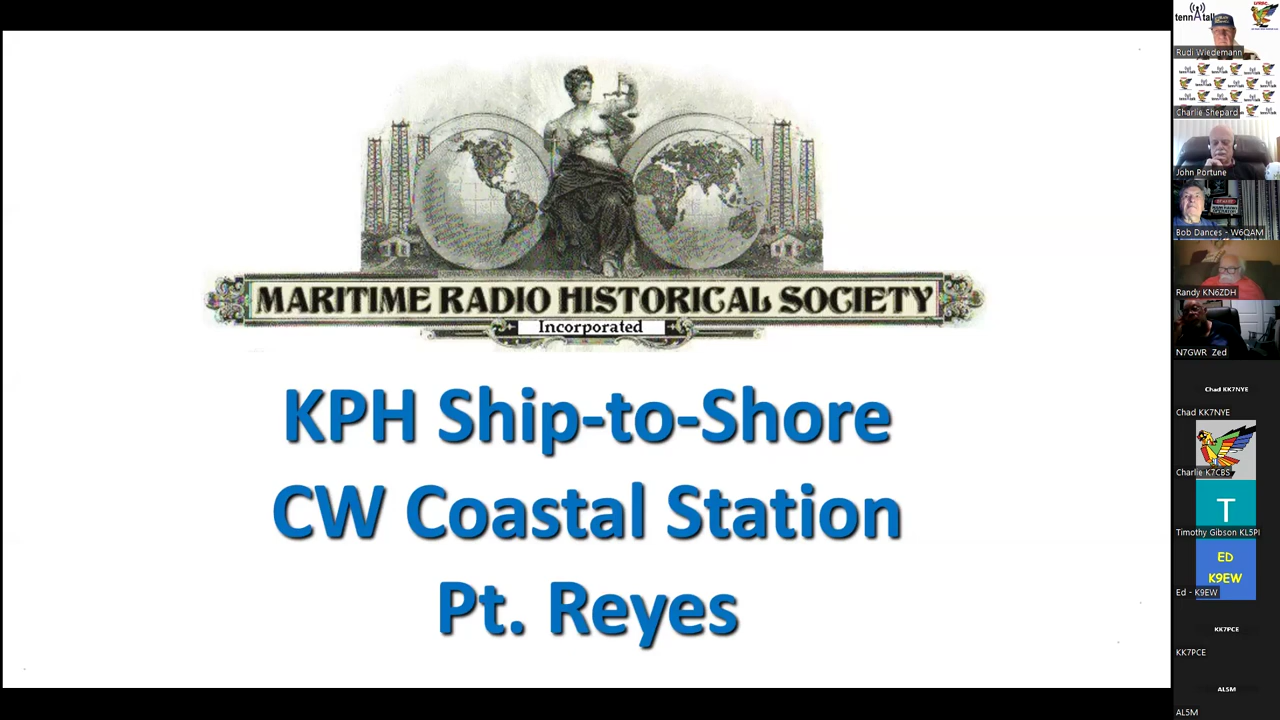 MARITIME RADIO HISTORICAL SOCIETY
Incorporated
KPH Ship-to-Shore
CW Coastal Station
Pt. Reyes
tennAtalk
Rudi Wiedemann
Charlie Shepard
John Portune
Bob Dances - W6QAM
Randy KN6ZDH
N7GWR Zed
Chad KK7NYE
Chad KK7NYE
Charlie K7CBS
T
Timothy Gibson KL5PI
ED
K9EW
Ed - K9EW
KK7PCE
KK7PCE
AL5M
AL5M